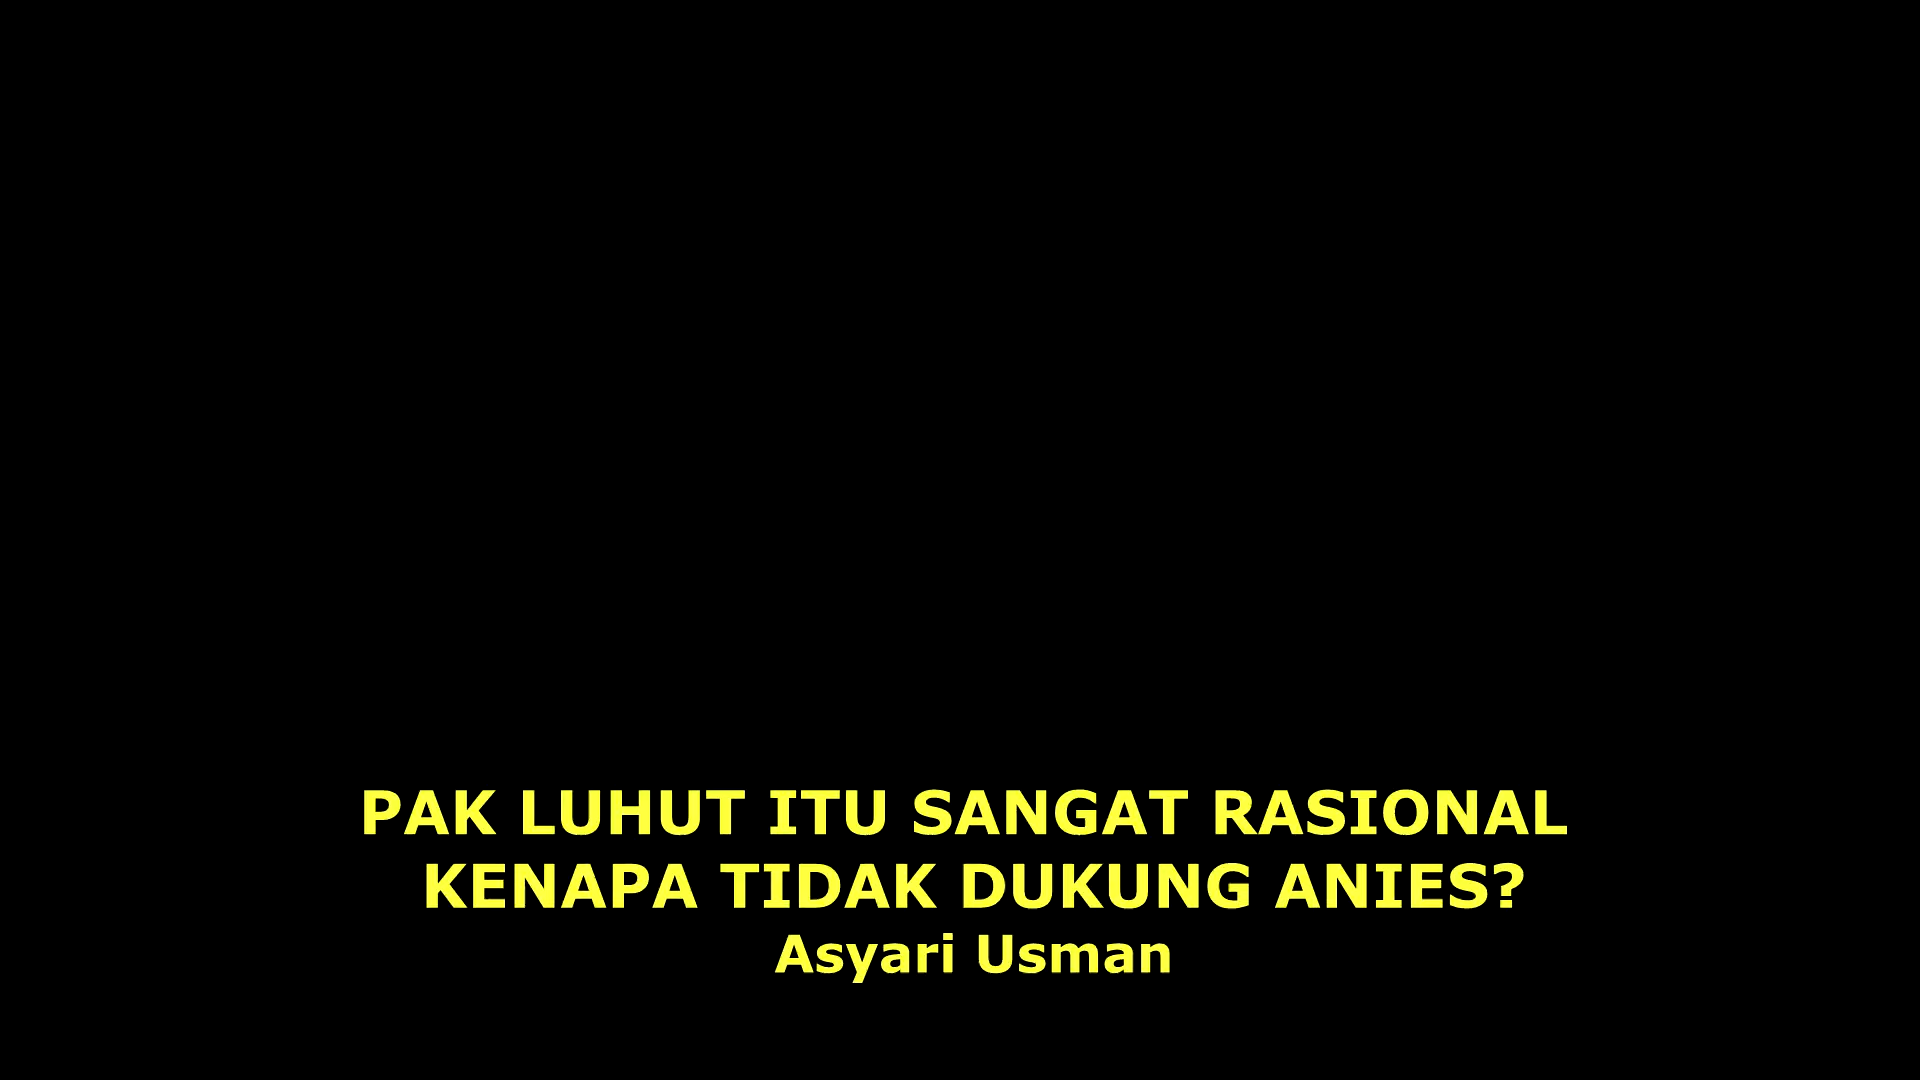 PAK LUHUT ITU SANGAT RASIONAL
KENAPA TIDAK DUKUNG ANIES?
Asyari Usman